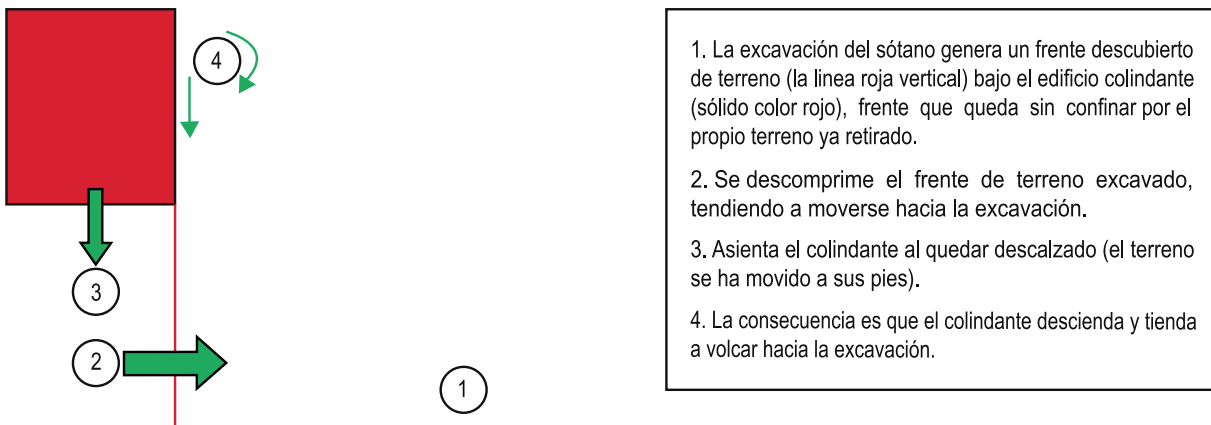 4
3
2
1
1. La excavación del sótano genera un frente descubierto
de terreno (la linea roja vertical) bajo el edificio colindante
(sólido color rojo), frente que queda sin confinar por el
propio terreno ya retirado.
2. Se descomprime el frente de terreno excavado,
tendiendo a moverse hacia la excavación.
3. Asienta el colindante al quedar descalzado (el terreno
se ha movido a sus pies).
4. La consecuencia es que el colindante descienda y tienda
a volcar hacia la excavación.